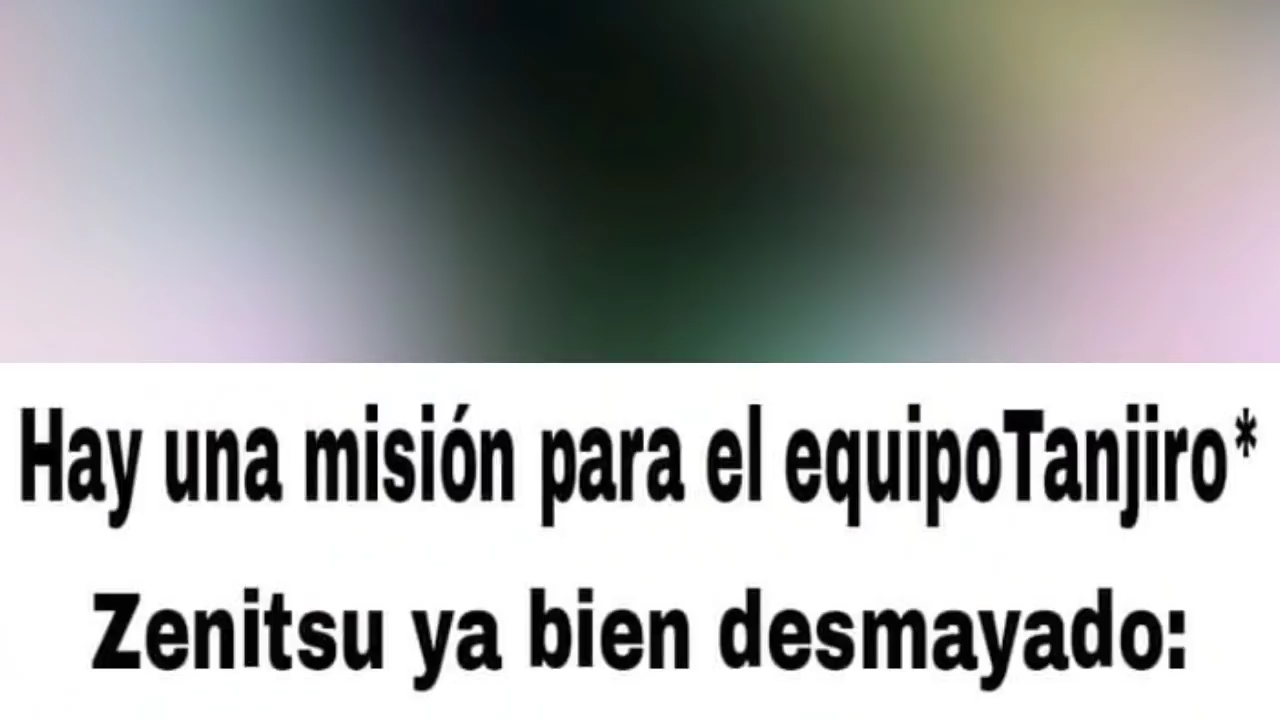 Hay una misión para el equipoTanjiro*
Zenitsu ya bien desmayado: